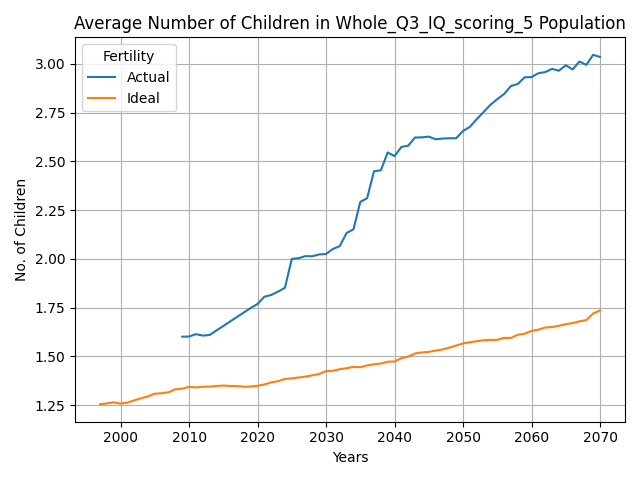 Average Number of Children in Whole_Q3_IQ_scoring_5 Population
Fertility
Actual
Ideal
No. of Children
3.00
2.75
2.50
2.25
2.00
1.75
1.50
1.25
2000 2010 2020 2030 2040 2050 2060 2070
Years